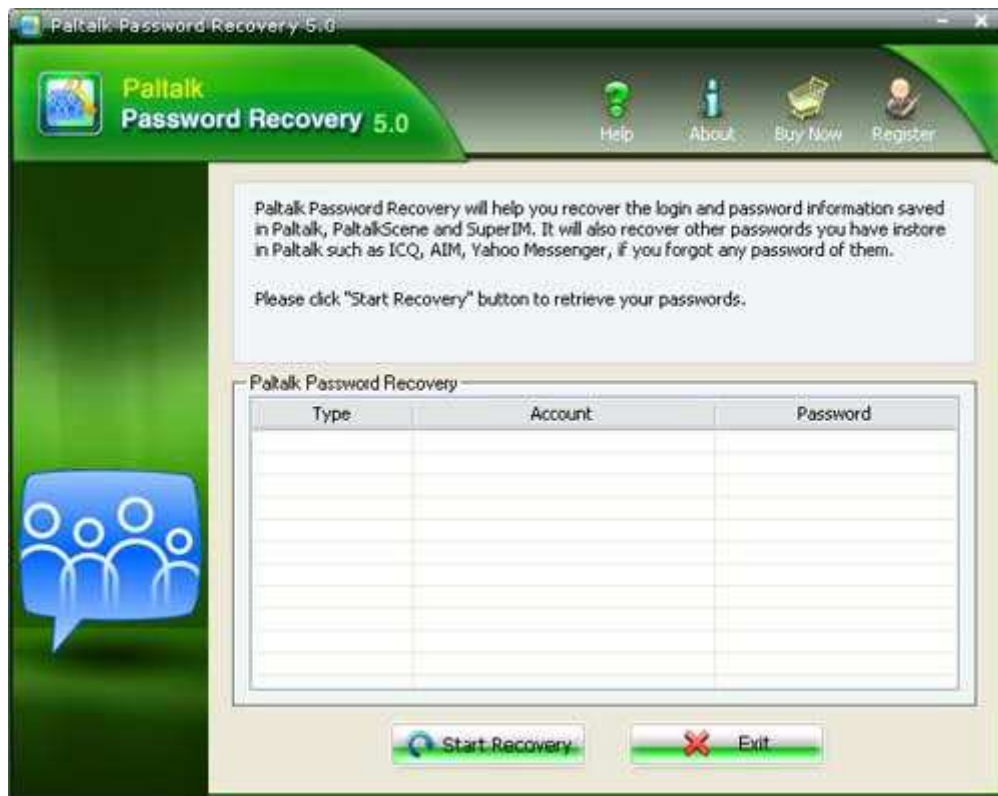 Paltalk Password Recovery 5.0
Paltalk
Password Recovery 5.0
Help
About
Buy Now
Register
Paltalk Password Recovery will help you recover the login and password information saved
in Paltalk, PaltalkScene and SuperIM. It will also recover other passwords you have instore
in Paltalk such as ICQ, AIM, Yahoo Messenger, if you forgot any password of them.
Please click "Start Recovery" button to retrieve your passwords.
Paltalk Password Recovery
Type Account Password
Start Recovery
Exit